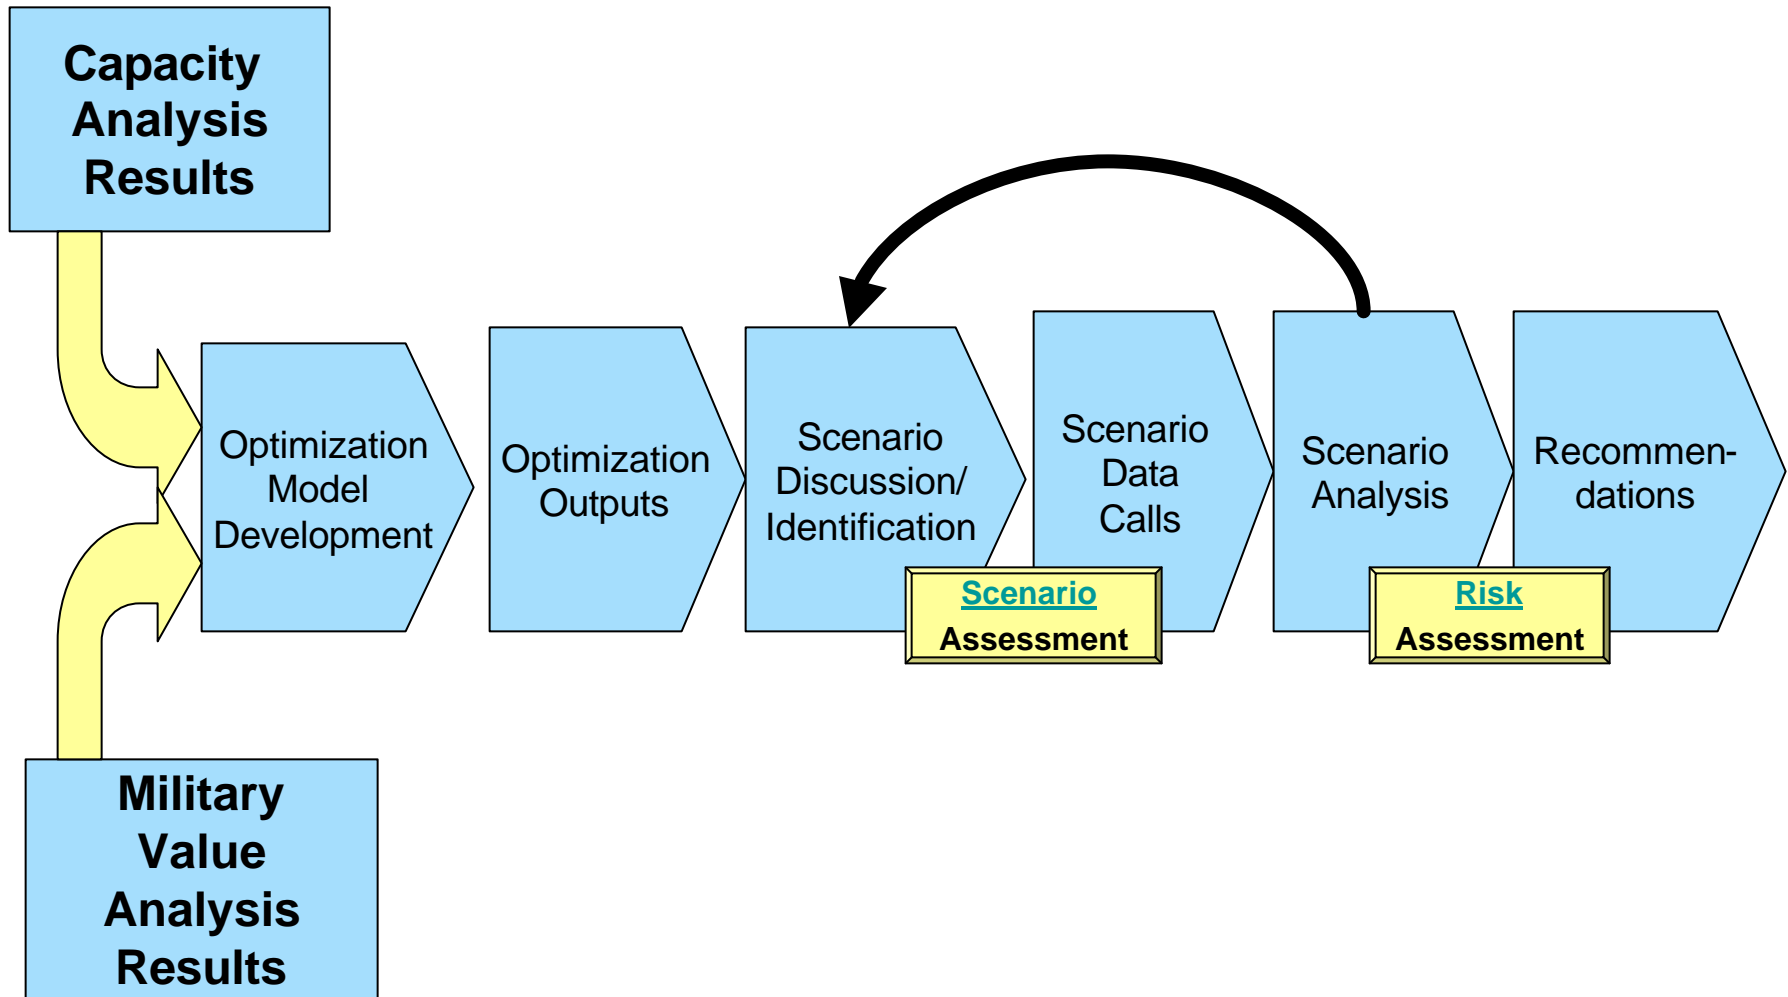 Capacity
Analysis
Results
Optimization
Model
Development
Optimization
Outputs
Scenario
Discussion/
Identification
Scenario
Data
Calls
Scenario
Analysis
Recommen-
dations
Scenario
Assessment
Risk
Assessment
Military
Value
Analysis
Results